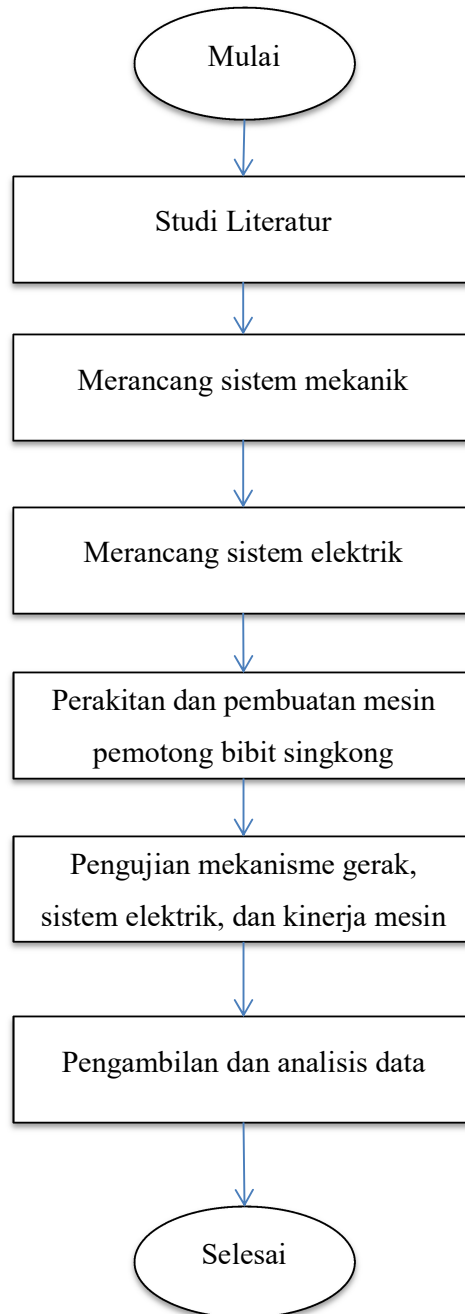 Mulai
Studi Literatur
Merancang sistem mekanik
Merancang sistem elektrik
Perakitan dan pembuatan mesin
pemotong bibit singkong
Pengujian mekanisme gerak,
sistem elektrik, dan kinerja mesin
Pengambilan dan analisis data
Selesai